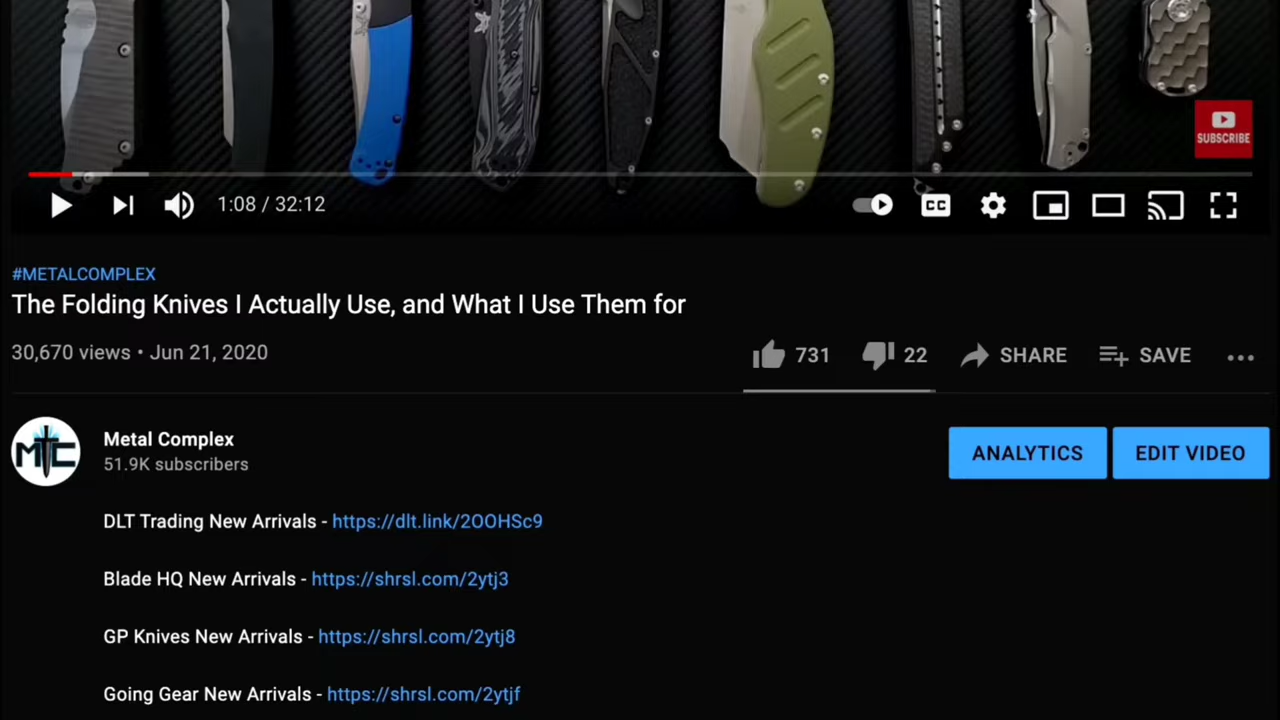 SUBSCRIBE
1:08 / 32:12
CC
#METALCOMPLEX
The Folding Knives I Actually Use, and What I Use Them for
30,670 views • Jun 21, 2020
731
22
SHARE
SAVE
MTC
Metal Complex
51.9K subscribers
ANALYTICS
EDIT VIDEO
DLT Trading New Arrivals - https://dlt.link/2OOHSc9
Blade HQ New Arrivals - https://shrsl.com/2ytj3
GP Knives New Arrivals - https://shrsl.com/2ytj8
Going Gear New Arrivals - https://shrsl.com/2ytjf